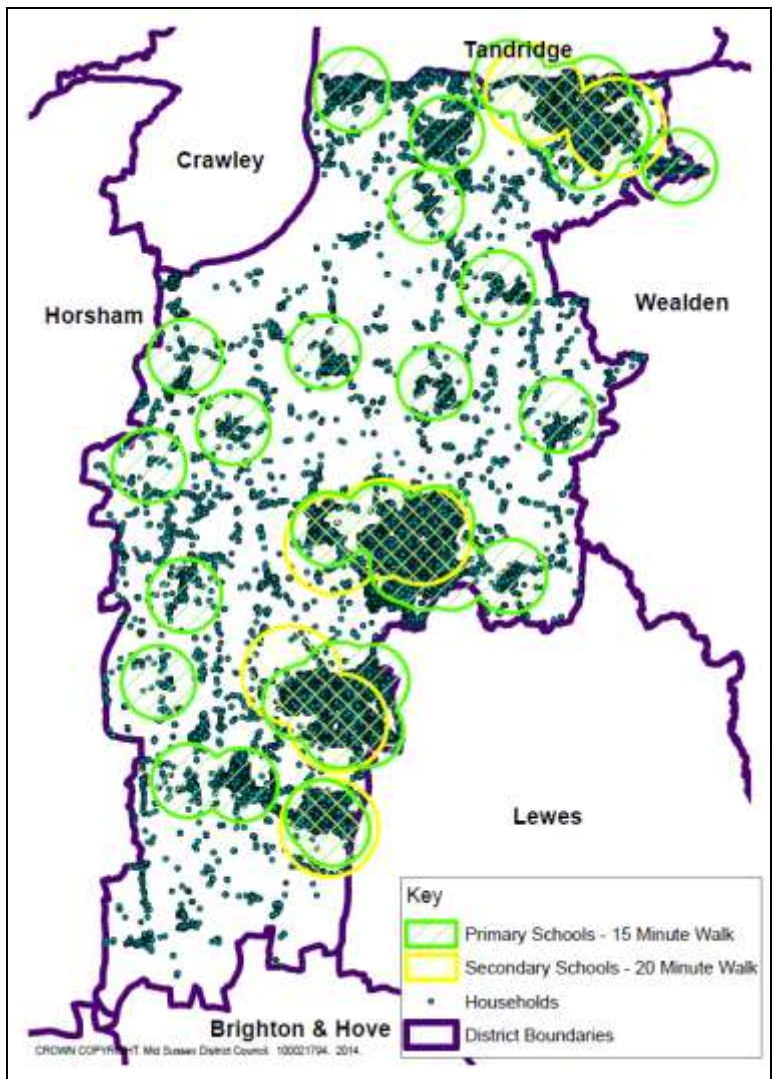 Tandridge
Crawley
Horsham
Wealden
Lewes
Key
Primary Schools - 15 Minute Walk
Secondary Schools - 20 Minute Walk
Households
District Boundaries
Brighton & Hove
CROWN COPYRIGHT. Mid Sussex District Council. 100021794. 2014.